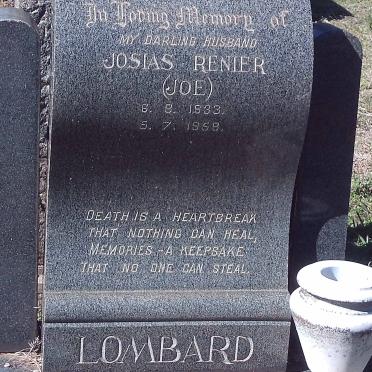 In Loving Memory of
MY DARLING HUSBAND
JOSIAS RENIER
(JOE)
6. 8. 1933.
5. 7. 1959.
DEATH IS A HEARTBREAK
THAT NOTHING CAN HEAL,
MEMORIES - A KEEPSAKE
THAT NO ONE CAN STEAL.
LOMBARD